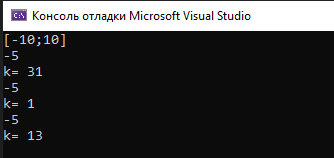 Консоль отладки Microsoft Visual Studio
[-10;10]
-5
k= 31
-5
k= 1
-5
k= 13